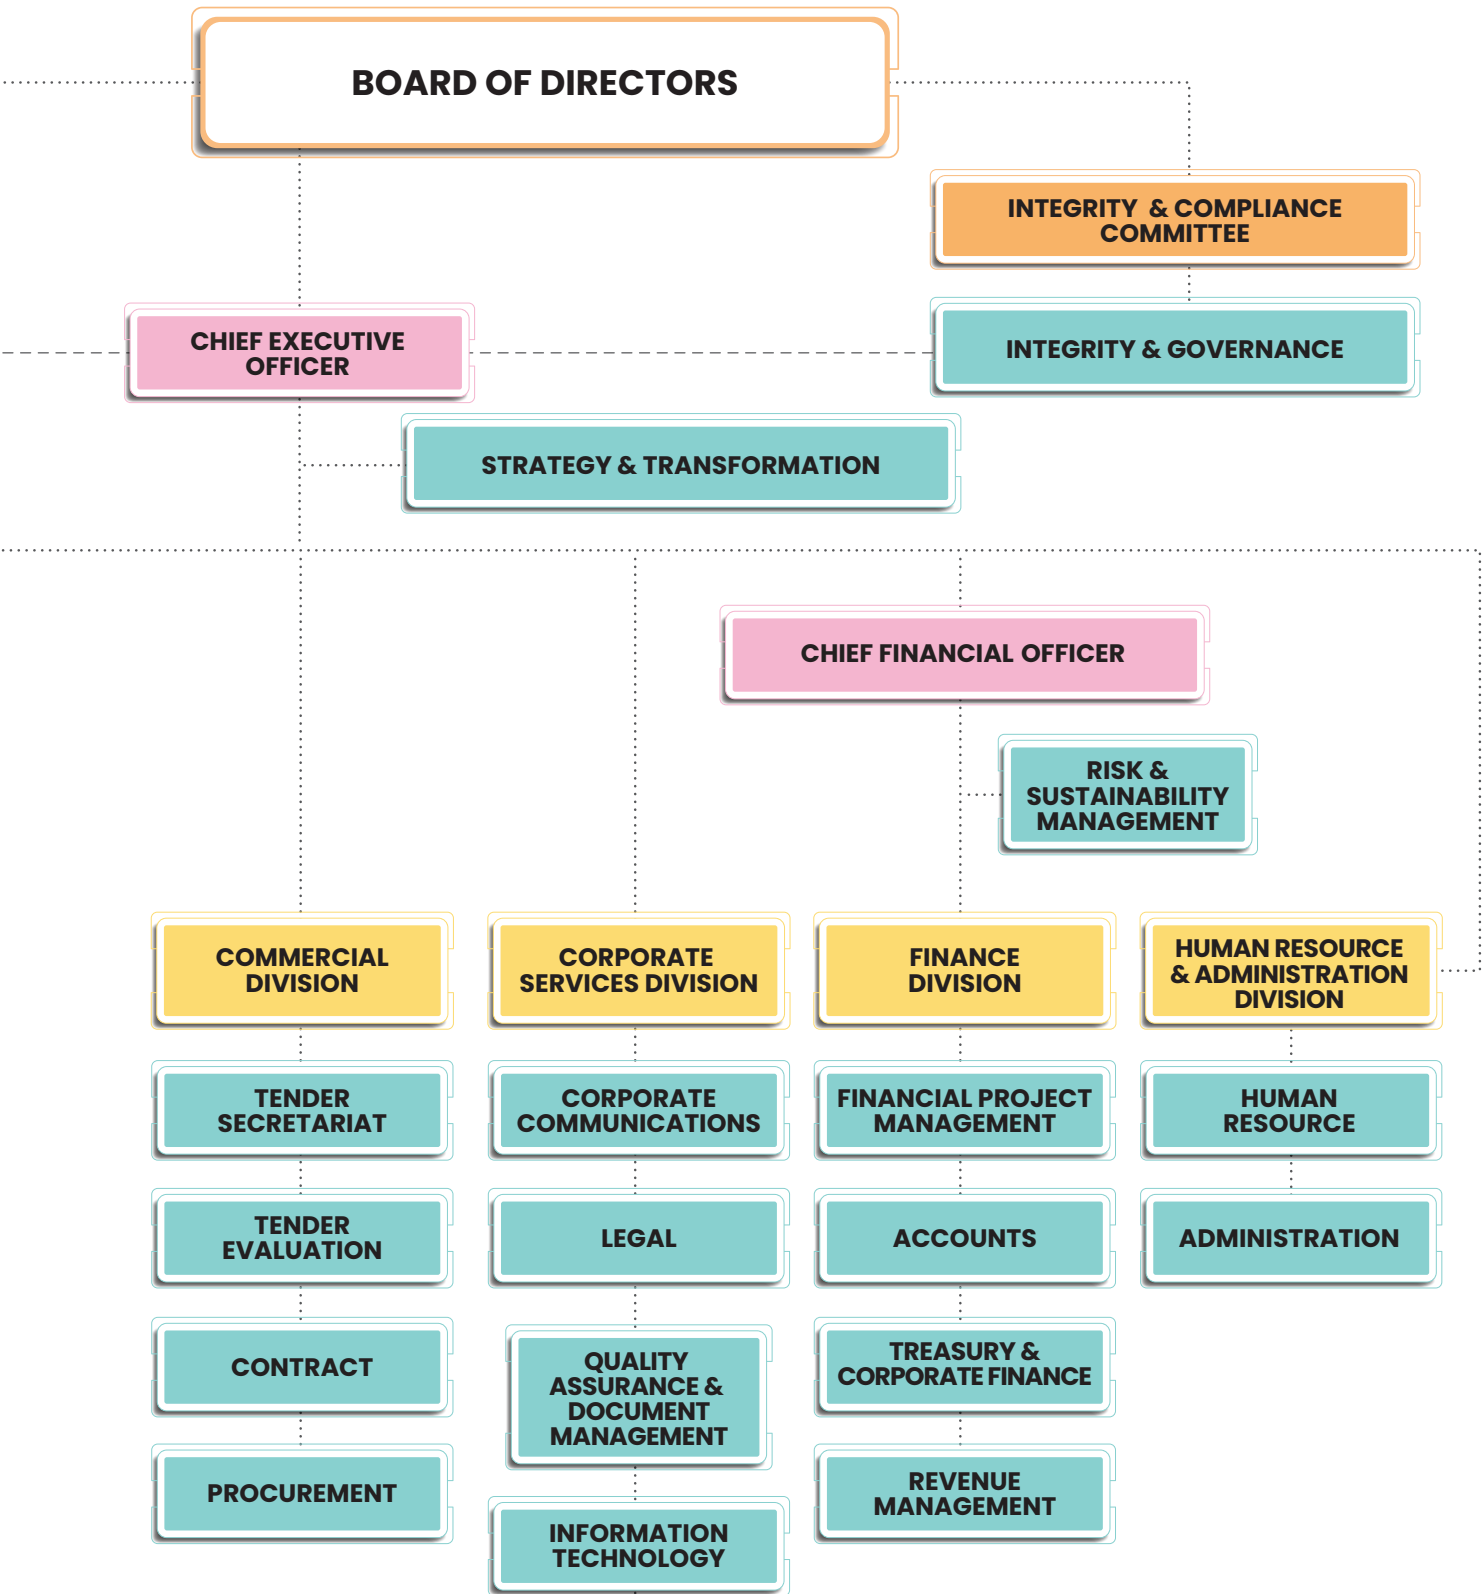 BOARD OF DIRECTORS
INTEGRITY & COMPLIANCE
COMMITTEE
CHIEF EXECUTIVE
OFFICER
INTEGRITY & GOVERNANCE
STRATEGY & TRANSFORMATION
CHIEF FINANCIAL OFFICER
RISK &
SUSTAINABILITY
MANAGEMENT
COMMERCIAL
DIVISION
TENDER
SECRETARIAT
TENDER
EVALUATION
CONTRACT
PROCUREMENT
CORPORATE
SERVICES DIVISION
CORPORATE
COMMUNICATIONS
LEGAL
QUALITY
ASSURANCE &
DOCUMENT
MANAGEMENT
INFORMATION
TECHNOLOGY
FINANCE
DIVISION
FINANCIAL PROJECT
MANAGEMENT
ACCOUNTS
TREASURY &
CORPORATE FINANCE
REVENUE
MANAGEMENT
HUMAN RESOURCE
& ADMINISTRATION
DIVISION
HUMAN
RESOURCE
ADMINISTRATION